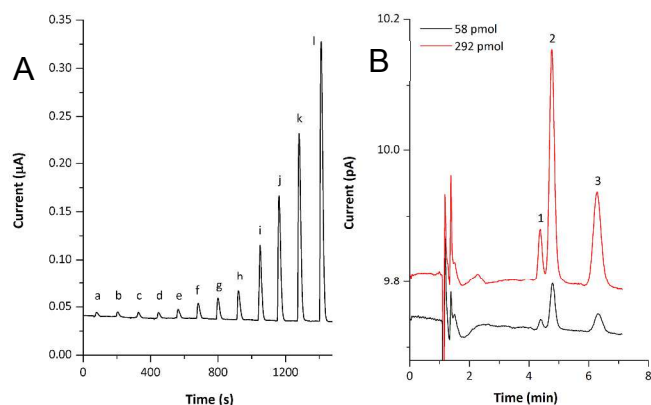 A
0.35
0.30
0.25
0.20
0.15
0.10
0.05
0.00
Current (µA)
0
400
800
1200
Time (s)
a
b
c
d
e
f
g
h
i
j
k
l
B
58 pmol
292 pmol
10.2
10.0
9.8
Current (pA)
0
2
4
6
8
Time (min)
1
2
3